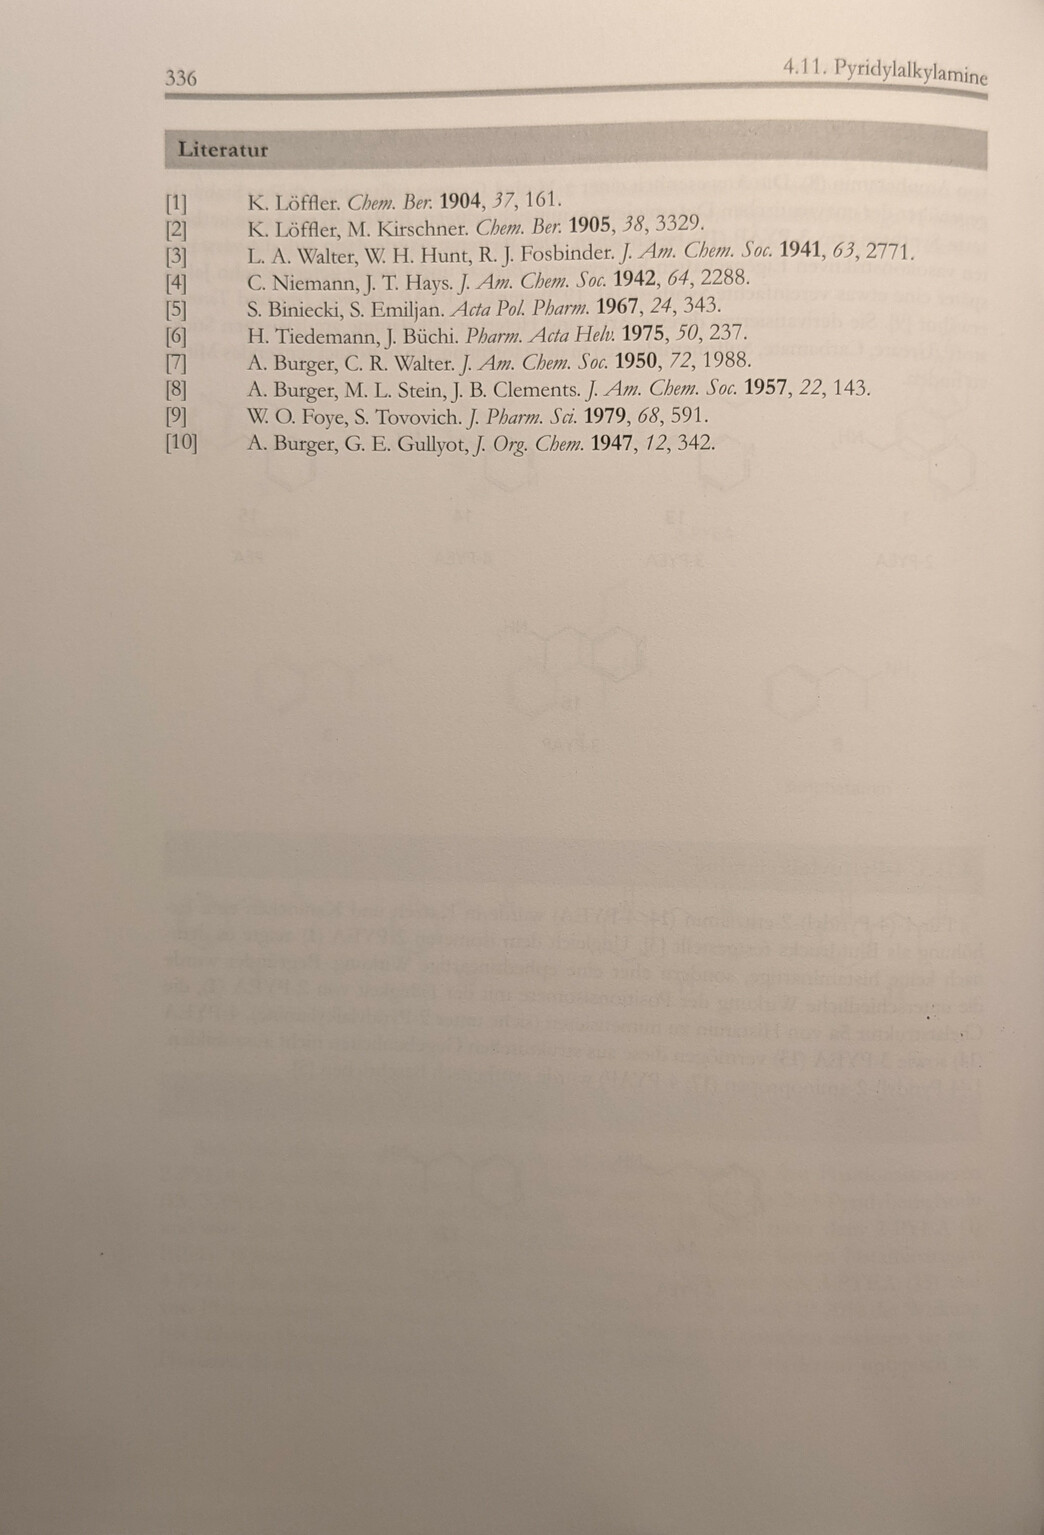 336
4.11. Pyridylalkylamine
Literatur
[1] K. Löffler. Chem. Ber. 1904, 37, 161.
[2] K. Löffler, M. Kirschner. Chem. Ber. 1905, 38, 3329.
[3] L. A. Walter, W. H. Hunt, R. J. Fosbinder. J. Am. Chem. Soc. 1941, 63, 2771.
[4] C. Niemann, J. T. Hays. J. Am. Chem. Soc. 1942, 64, 2288.
[5] S. Biniecki, S. Emiljan. Acta Pol. Pharm. 1967, 24, 343.
[6] H. Tiedemann, J. Büchi. Pharm. Acta Helv. 1975, 50, 237.
[7] A. Burger, C. R. Walter. J. Am. Chem. Soc. 1950, 72, 1988.
[8] A. Burger, M. L. Stein, J. B. Clements. J. Am. Chem. Soc. 1957, 22, 143.
[9] W. O. Foye, S. Tovovich. J. Pharm. Sci. 1979, 68, 591.
[10] A. Burger, G. E. Gullyot, J. Org. Chem. 1947, 12, 342.